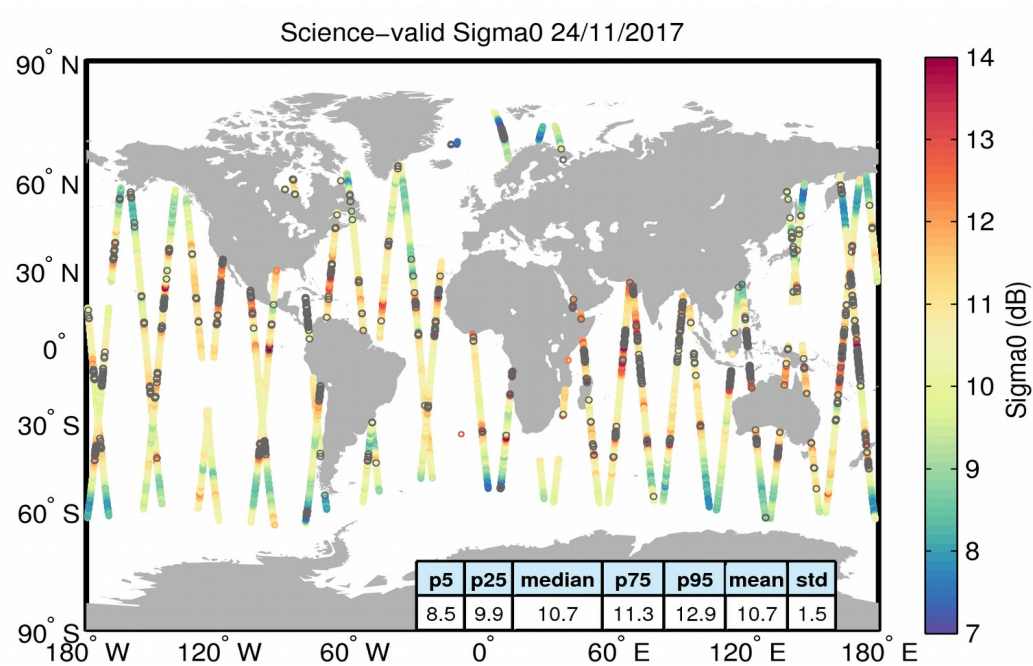 Science−valid Sigma0 24/11/2017
90° N
60° N
30° N
0°
30° S
60° S
90° S
180° W 120° W 60° W 0° 60° E 120° E 180° E
p5 p25 median p75 p95 mean std
8.5 9.9 10.7 11.3 12.9 10.7 1.5
14
13
12
11
10
9
8
7
Sigma0 (dB)